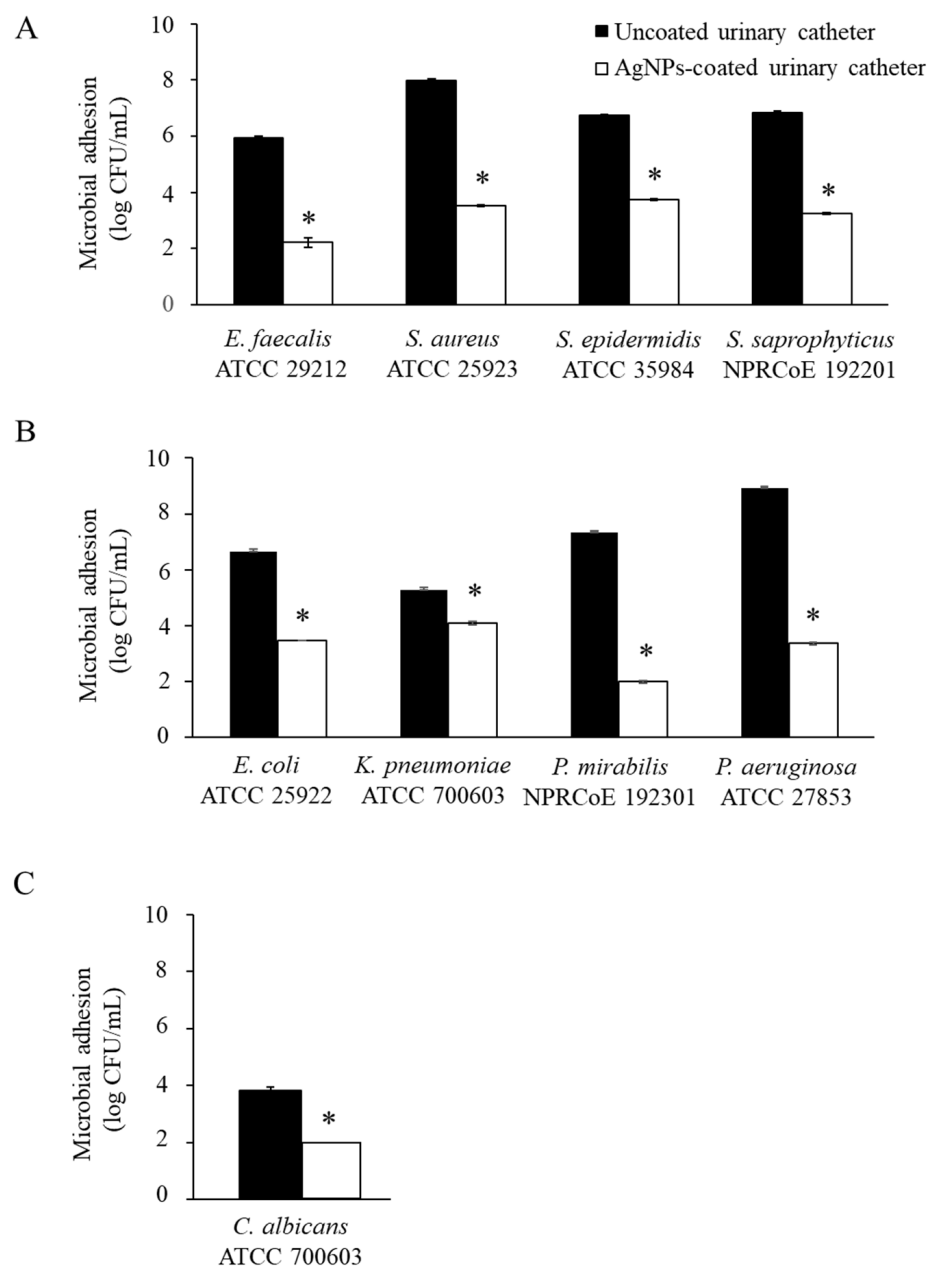 A
10
8
6
4
2
0
Microbial adhesion
(log CFU/mL)
Uncoated urinary catheter
AgNPs-coated urinary catheter
*
*
*
*
E. faecalis
ATCC 29212
S. aureus
ATCC 25923
S. epidermidis
ATCC 35984
S. saprophyticus
NPRCoE 192201
B
10
8
6
4
2
0
Microbial adhesion
(log CFU/mL)
*
*
*
*
E. coli
ATCC 25922
K. pneumoniae
ATCC 700603
P. mirabilis
NPRCoE 192301
P. aeruginosa
ATCC 27853
C
10
8
6
4
2
0
Microbial adhesion
(log CFU/mL)
*
C. albicans
ATCC 700603